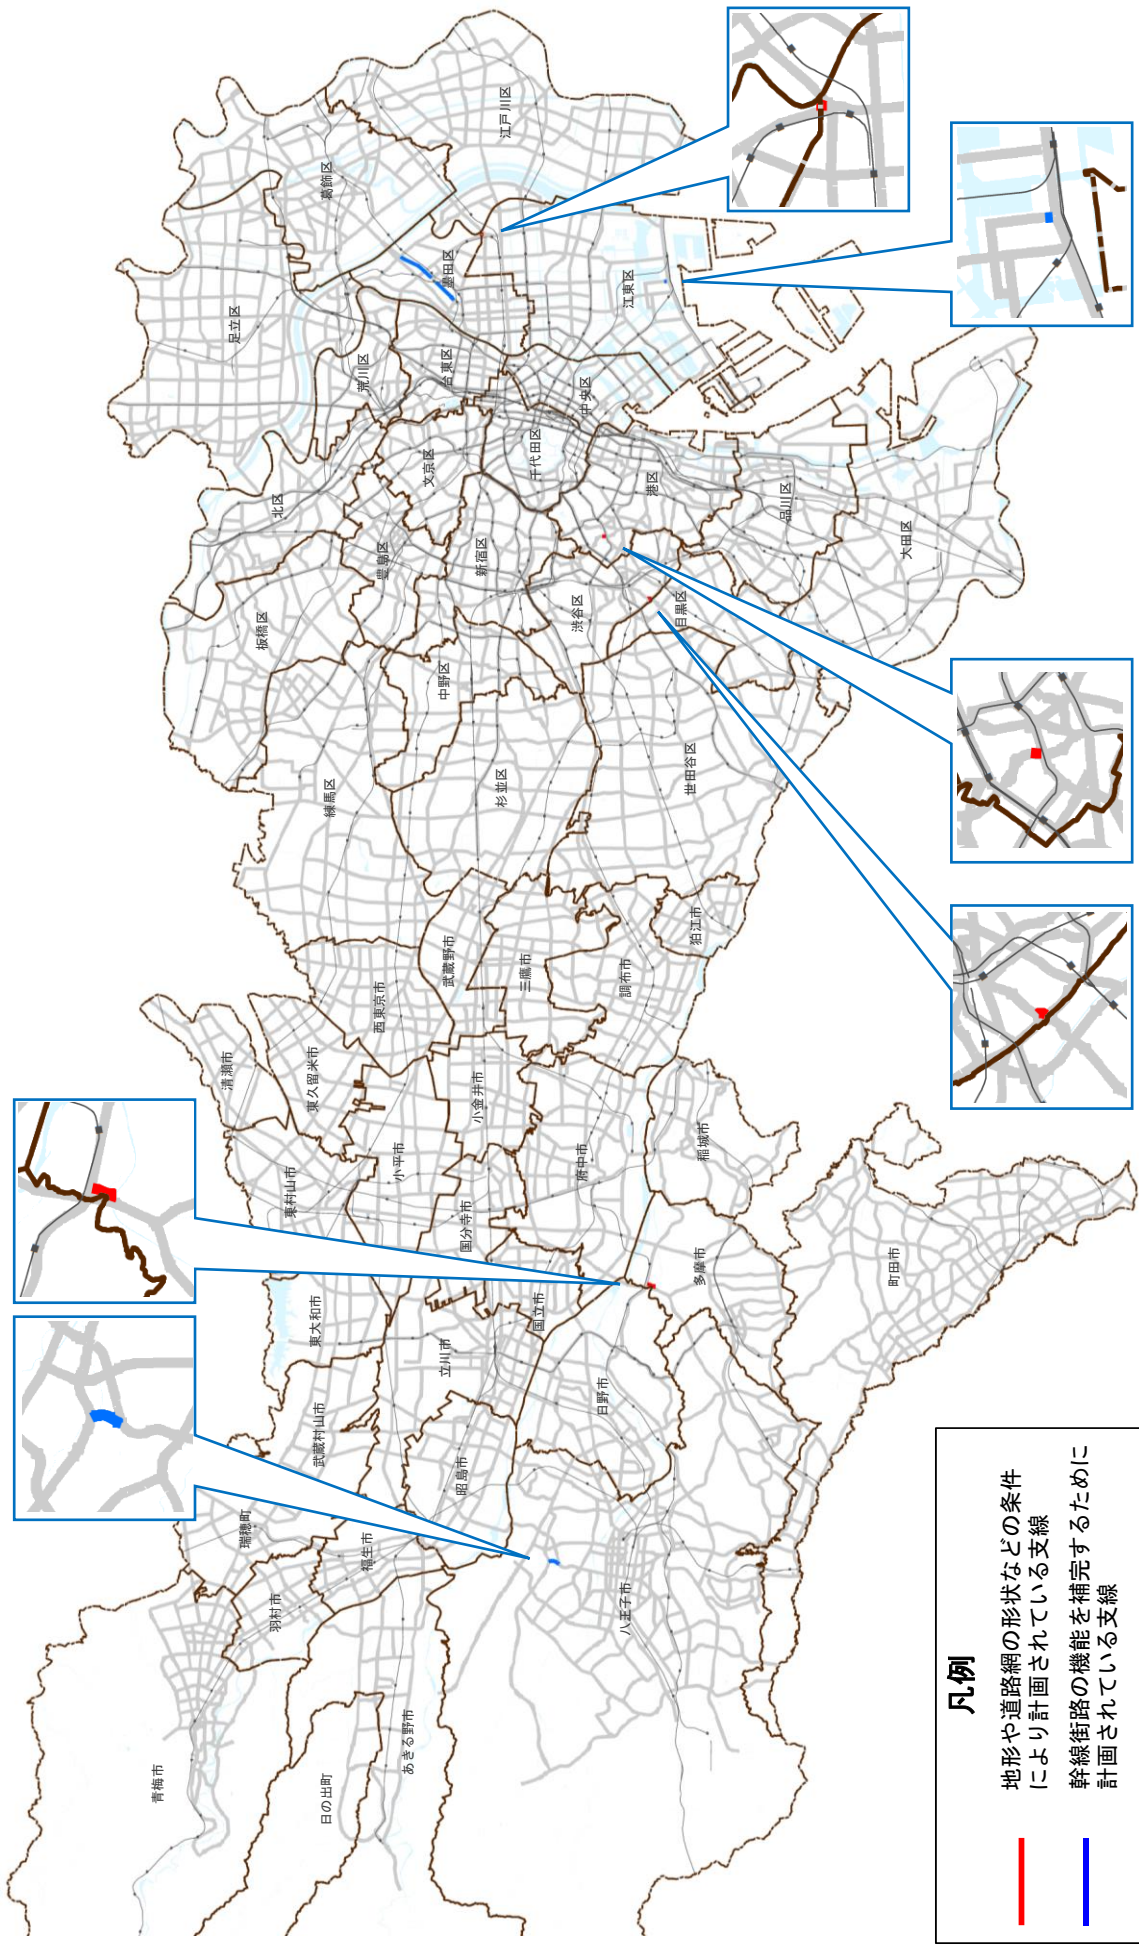 江戸川区
葛飾区
足立区
墨田区
江東区
荒川区
台東区
中央区
千代田区
文京区
北区
港区
品川区
大田区
豊島区
新宿区
渋谷区
目黒区
板橋区
中野区
練馬区
杉並区
世田谷区
武蔵野市
三鷹市
調布市
狛江市
西東京市
清瀬市
東久留米市
小金井市
小平市
府中市
稲城市
東村山市
国分寺市
多摩市
町田市
東大和市
国立市
立川市
日野市
武蔵村山市
昭島市
瑞穂町
福生市
羽村市
八王子市
青梅市
日の出町
あきる野市
凡例
地形や道路網の形状などの条件
により計画されている支線
幹線街路の機能を補完するために
計画されている支線